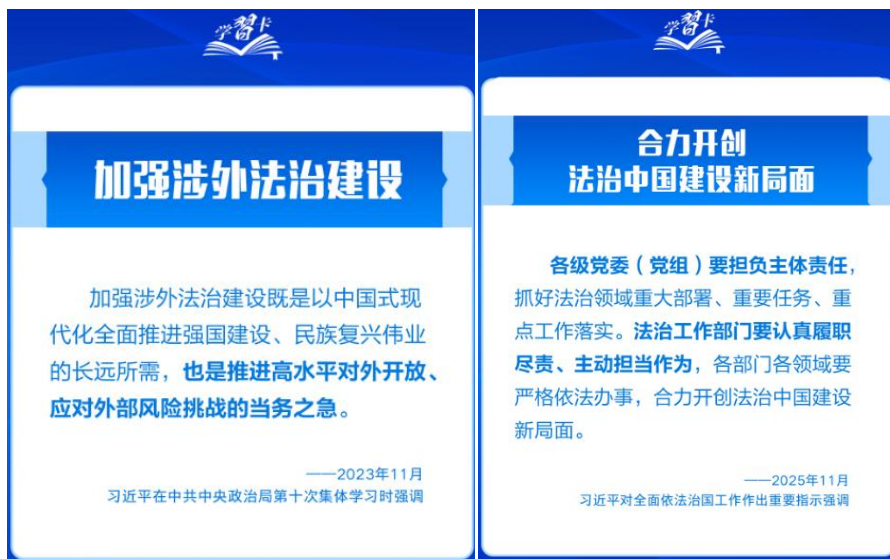 学習卡
加强涉外法治建设
加强涉外法治建设既是以中国式现
代化全面推进强国建设、民族复兴伟业
的长远所需，也是推进高水平对外开放、
应对外部风险挑战的当务之急。
——2023年11月
习近平在中共中央政治局第十次集体学习时强调
学習卡
合力开创
法治中国建设新局面
各级党委（党组）要担负主体责任，
抓好法治领域重大部署、重要任务、重
点工作落实。法治工作部门要认真履职
尽责、主动担当作为，各部门各领域要
严格依法办事，合力开创法治中国建设
新局面。
——2025年11月
习近平对全面依法治国工作作出重要指示强调